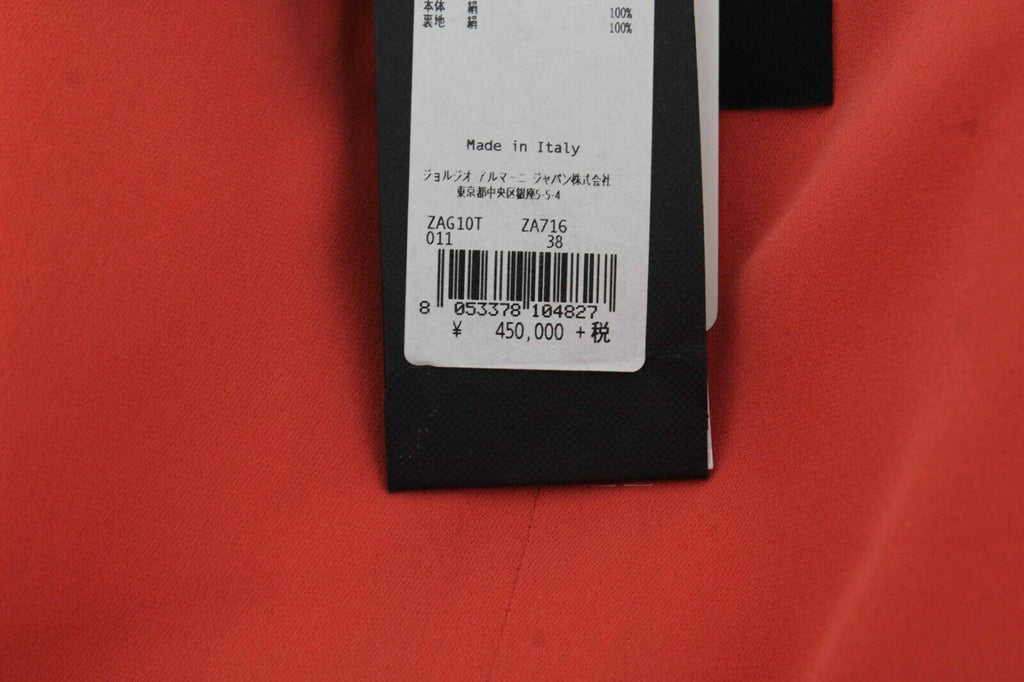 本体 絹 100%
裏地 絹 100%
Made in Italy
ジョルジオ アルマーニ ジャパン株式会社
東京都中央区銀座5-5-4
ZAG10T ZA716
011 38
8 053378 104827
¥ 450,000 +税